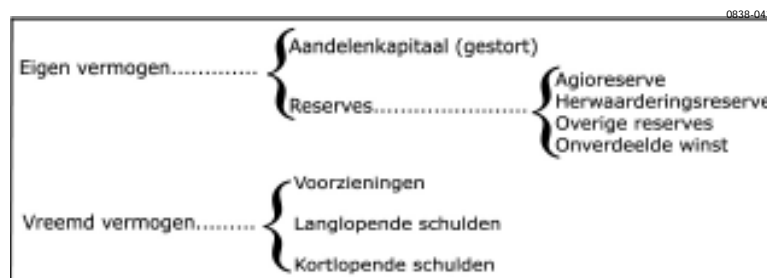 0838-04
Aandelenkapitaal (gestort)
Eigen vermogen.............
Agioreserve
Herwaarderingsreserve
Reserves.......................
Overige reserves
Onverdeelde winst
Voorzieningen
Vreemd vermogen.........
Langlopende schulden
Kortlopende schulden